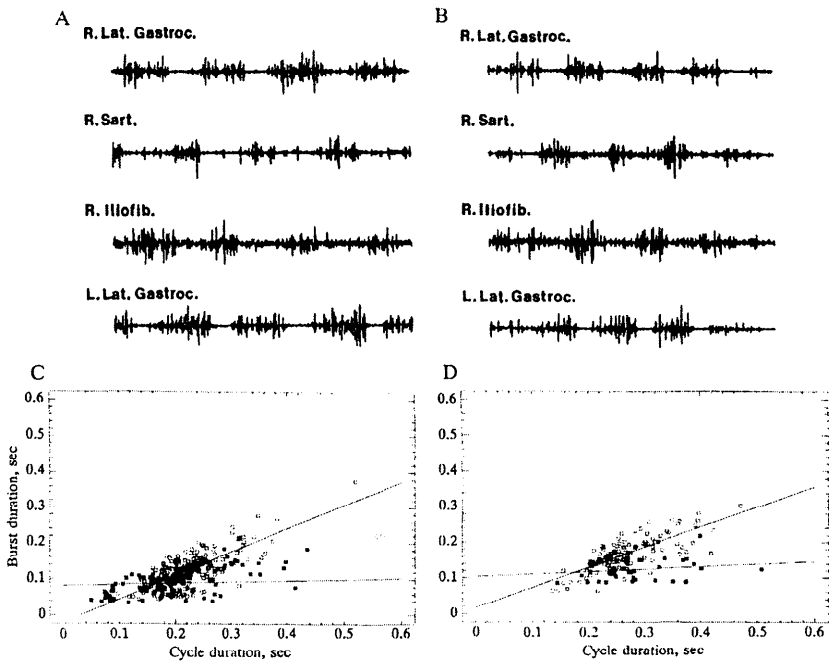 A
R. Lat. Gastroc.
R. Sart.
R. Iliofib.
L. Lat. Gastroc.
B
R. Lat. Gastroc.
R. Sart.
R. Iliofib.
L. Lat. Gastroc.
C
Burst duration, sec
0.6
0.5
0.4
0.3
0.2
0.1
0
0
0.1
0.2
0.3
0.4
0.5
0.6
Cycle duration, sec
D
0.6
0.5
0.4
0.3
0.2
0.1
0
0
0.1
0.2
0.3
0.4
0.5
0.6
Cycle duration, sec